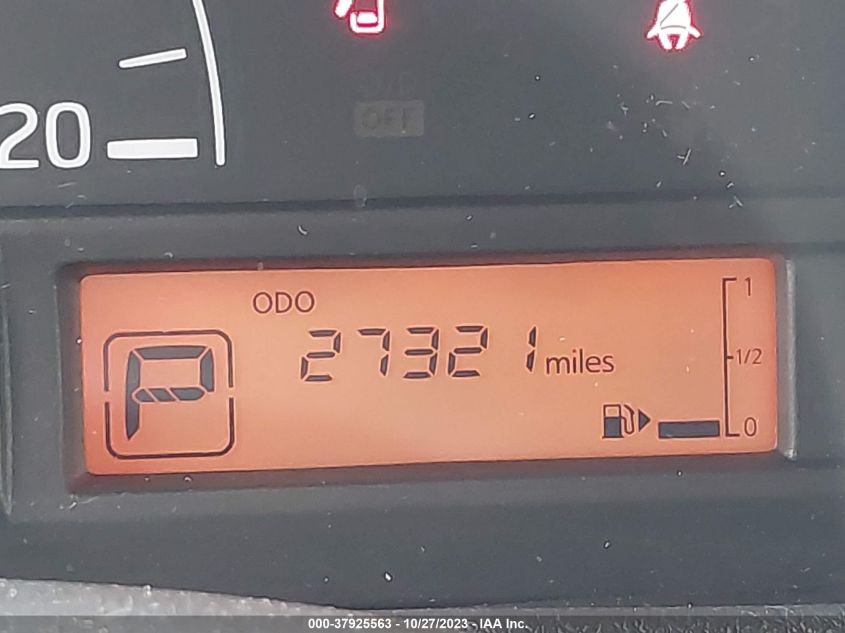 20
OFF
ODO
27321 miles
P
1
1/2
0
000-37925563 - 10/27/2023 - IAA Inc.